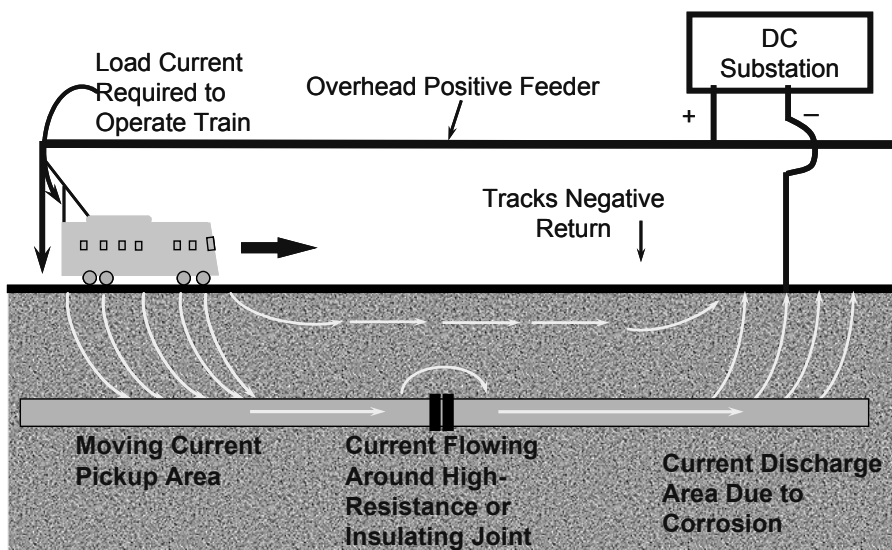 Load Current
Required to
Operate Train
Overhead Positive Feeder
DC
Substation
+
–
Tracks Negative
Return
Moving Current
Pickup Area
Current Flowing
Around High-
Resistance or
Insulating Joint
Current Discharge
Area Due to
Corrosion